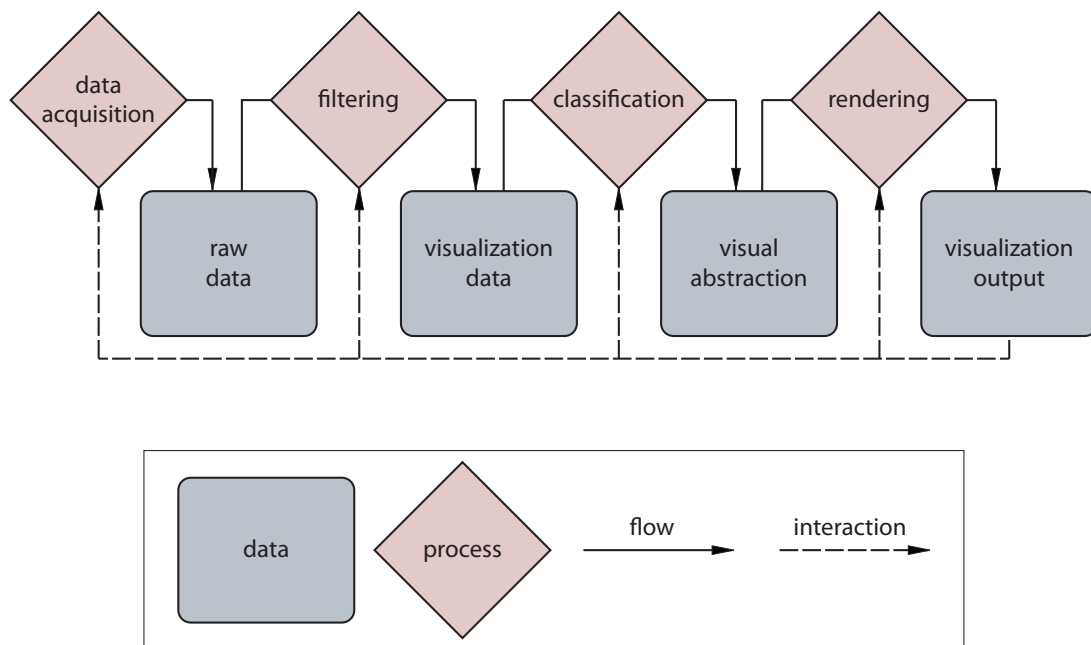 data
acquisition
filtering
classification
rendering
raw
data
visualization
data
visual
abstraction
visualization
output
data
process
flow
interaction